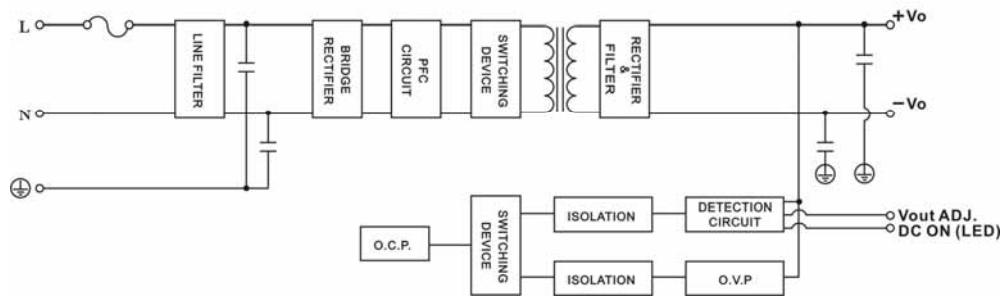 L
+Vo
LINE FILTER
BRIDGE
RECTIFIER
PFC
CIRCUIT
SWITCHING
DEVICE
RECTIFIER
&
FILTER
N
−Vo
SWITCHING
DEVICE
ISOLATION
DETECTION
CIRCUIT
Vout ADJ.
DC ON (LED)
O.C.P.
ISOLATION
O.V.P